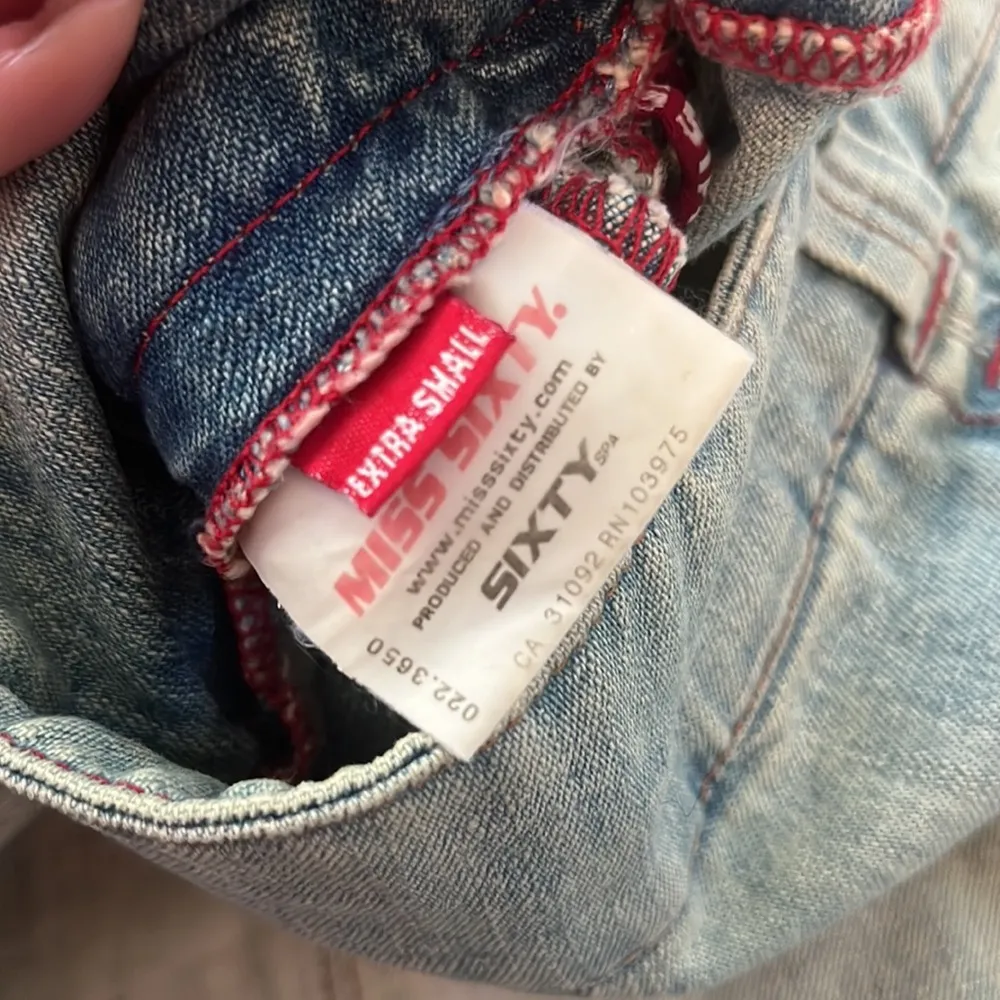 EXTRA SMALL
MISS SIXTY.
www.misssixty.com
PRODUCED AND DISTRIBUTED BY
SIXTY SPA
CA 31092 RN103975
022.3650